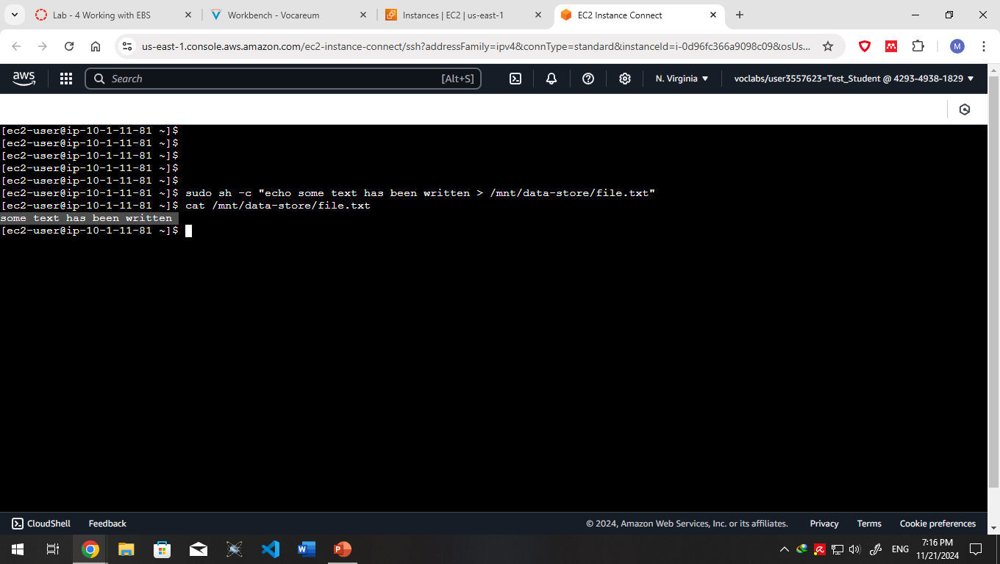 Lab - 4 Working with EBS
Workbench - Vocareum
Instances | EC2 | us-east-1
EC2 Instance Connect
us-east-1.console.aws.amazon.com/ec2-instance-connect/ssh?addressFamily=ipv4&connType=standard&instanceId=i-0d96fc366a9098c09&osUs...
M
aws
Search
[Alt+S]
N. Virginia
voclabs/user3557623=Test_Student @ 4293-4938-1829
[ec2-user@ip-10-1-11-81 ~]$
[ec2-user@ip-10-1-11-81 ~]$
[ec2-user@ip-10-1-11-81 ~]$
[ec2-user@ip-10-1-11-81 ~]$
[ec2-user@ip-10-1-11-81 ~]$
[ec2-user@ip-10-1-11-81 ~]$ sudo sh -c "echo some text has been written > /mnt/data-store/file.txt"
[ec2-user@ip-10-1-11-81 ~]$ cat /mnt/data-store/file.txt
some text has been written
[ec2-user@ip-10-1-11-81 ~]$
CloudShell
Feedback
© 2024, Amazon Web Services, Inc. or its affiliates.
Privacy
Terms
Cookie preferences
ENG
7:16 PM
11/21/2024